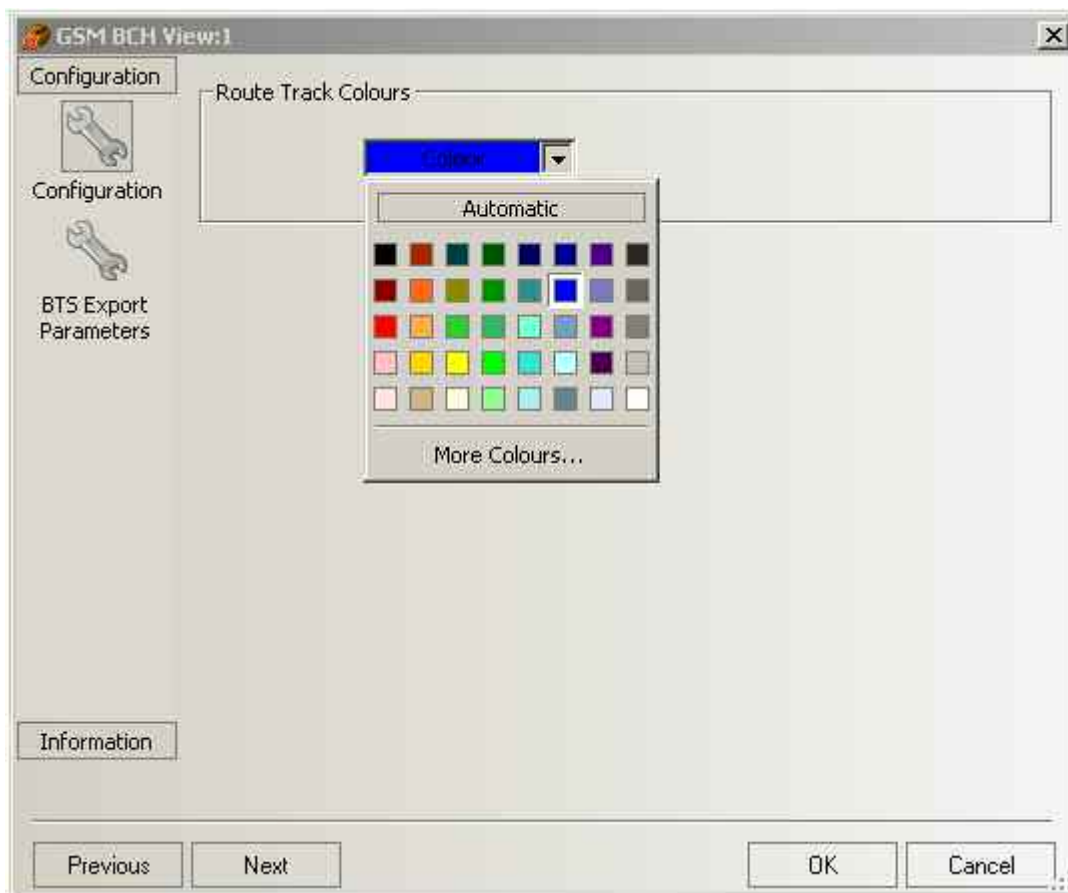 GSM BCH View:1
Configuration
Configuration
BTS Export
Parameters
Information
Route Track Colours
Colour
Automatic
More Colours...
Previous
Next
OK
Cancel